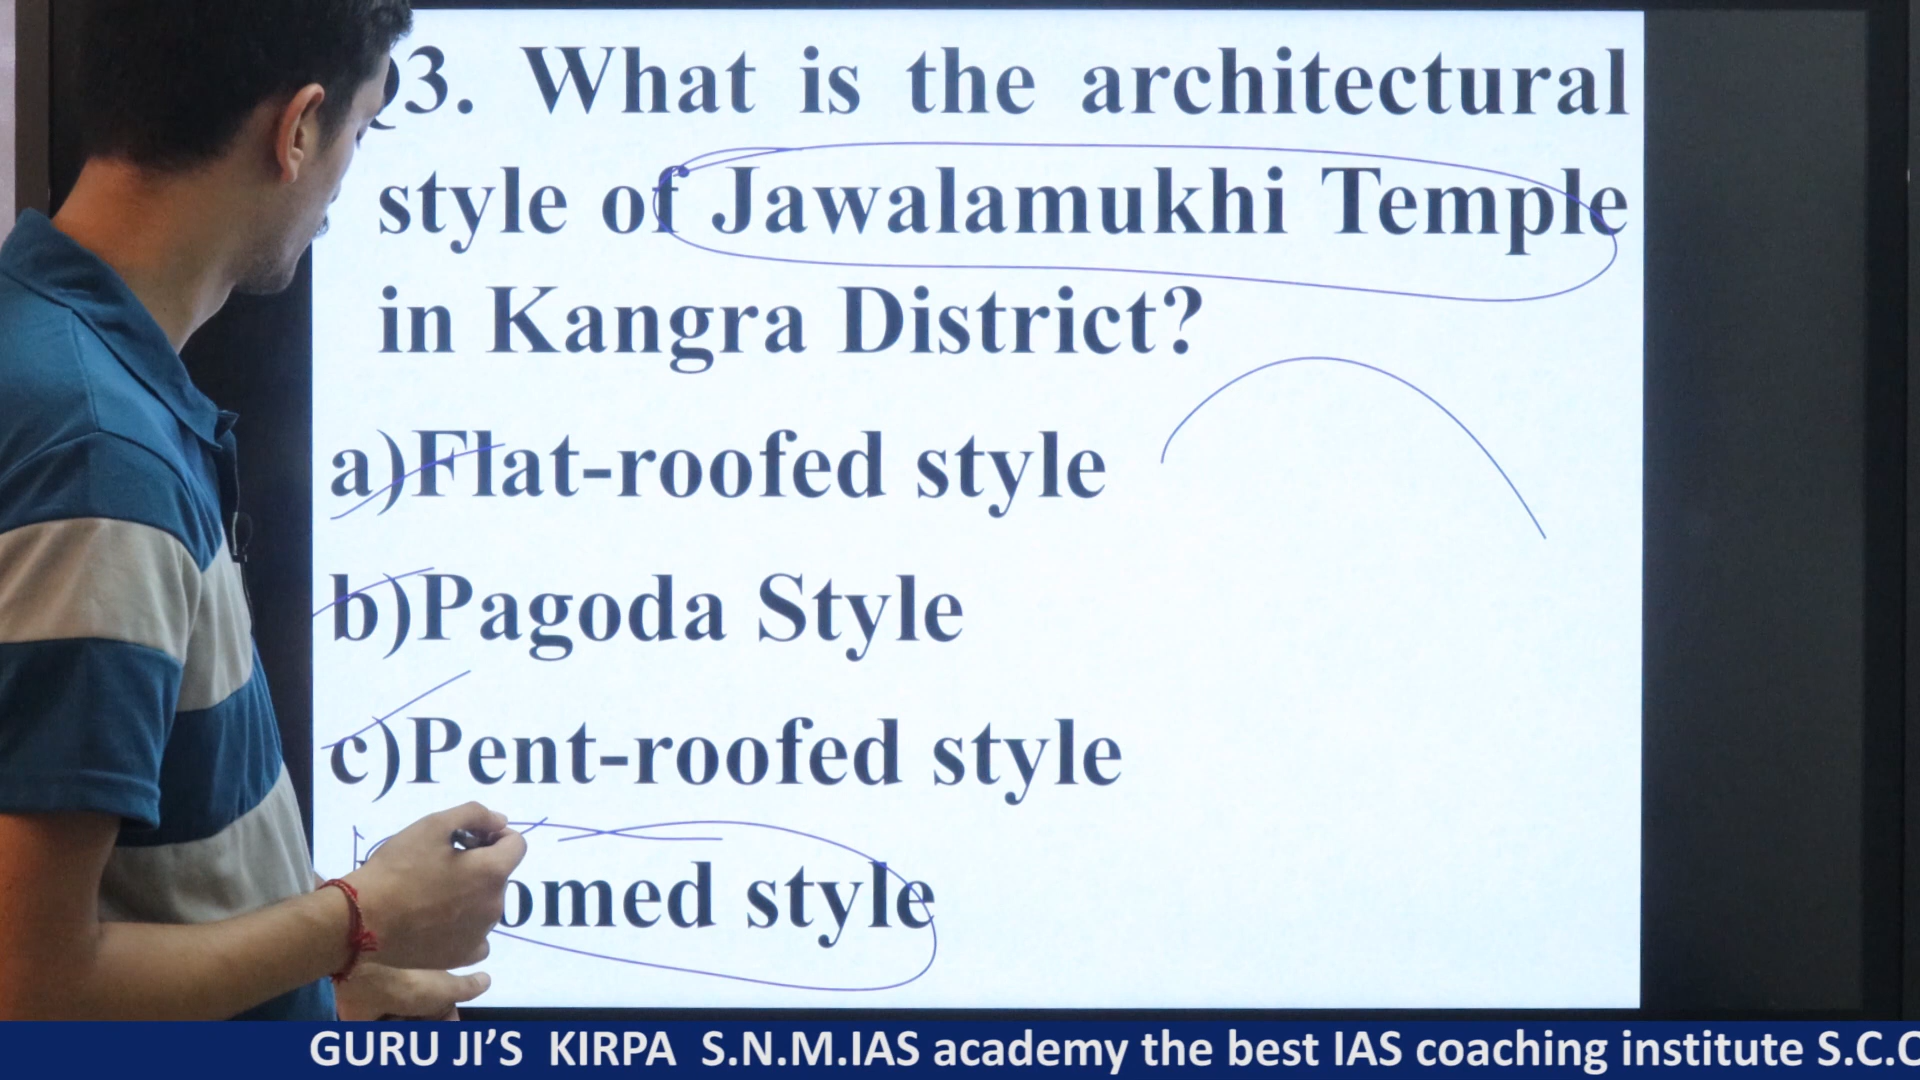 3. What is the architectural
style of Jawalamukhi Temple
in Kangra District?
a)Flat-roofed style
b)Pagoda Style
c)Pent-roofed style
omed style
GURU JI'S KIRPA S.N.M.IAS academy the best IAS coaching institute S.C.O